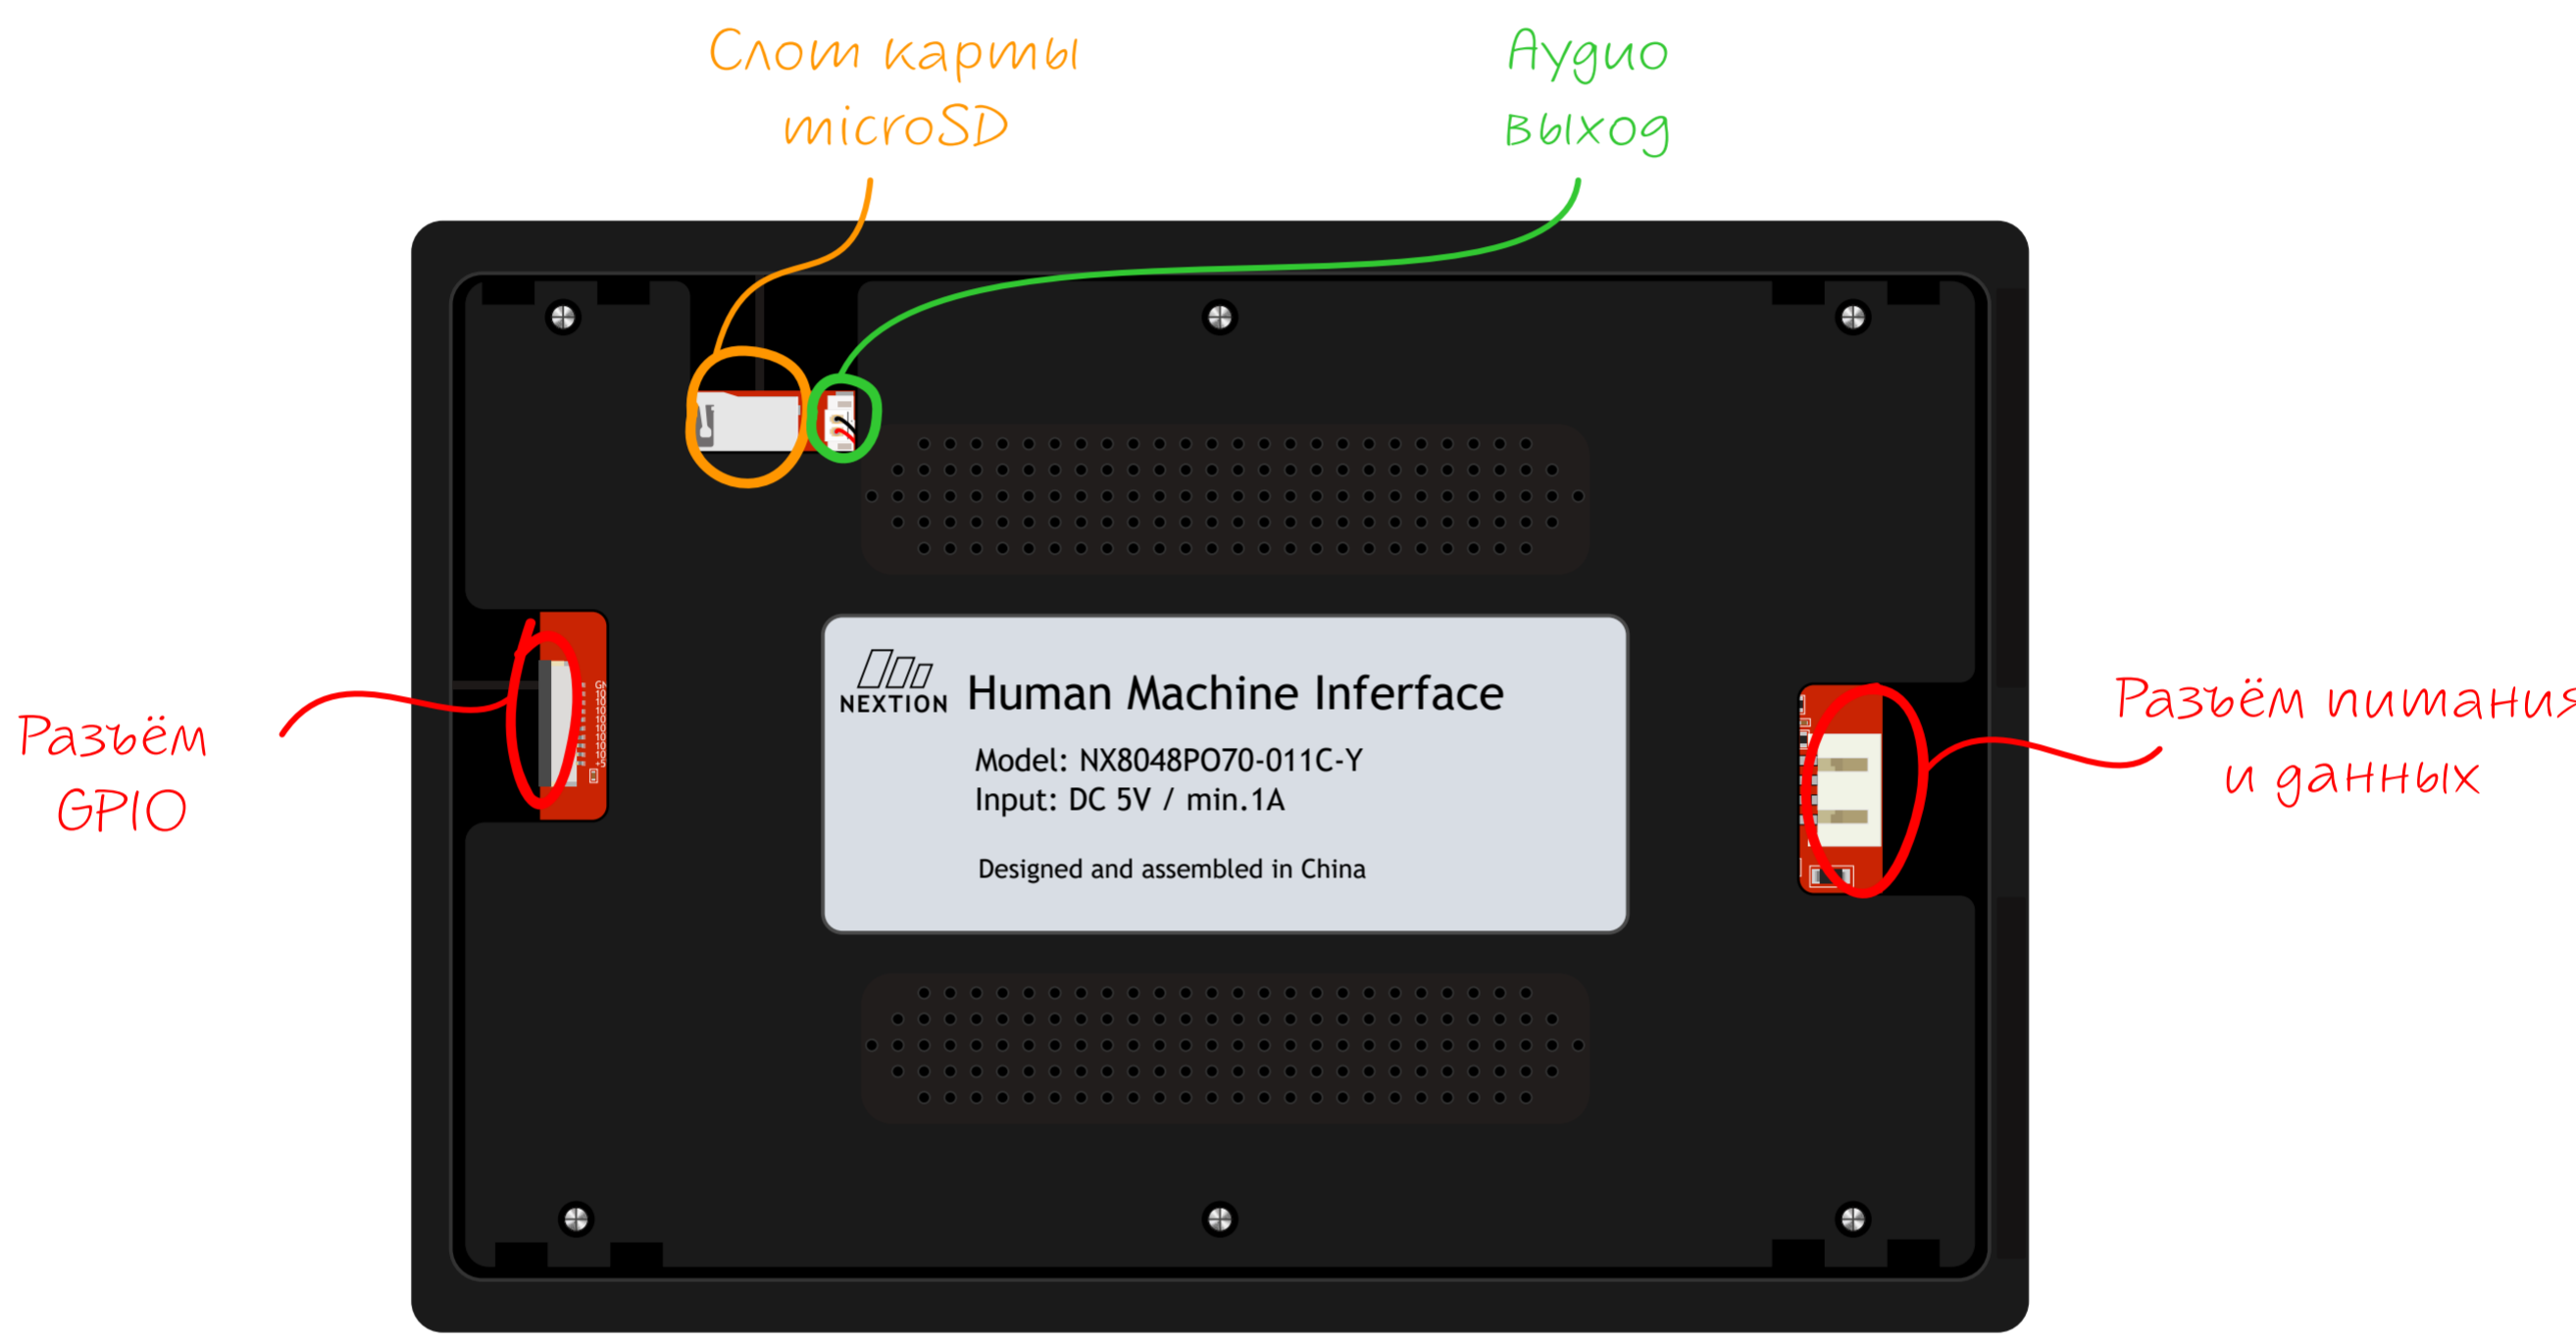 Слот карты
microSD
Аудио
выход
Разъём
GPIO
NEXTION
Human Machine Inferface
Model: NX8048PO70-011C-Y
Input: DC 5V / min.1A
Designed and assembled in China
Разъём питания
и данных